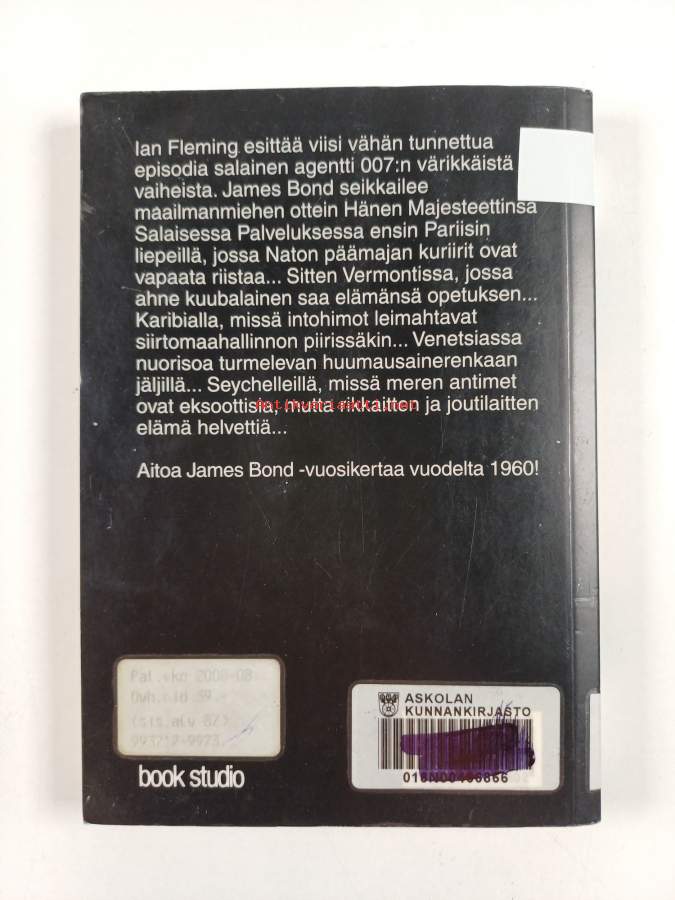 Ian Fleming esittää viisi vähän tunnettua
episodia salainen agentti 007:n värikkäistä
vaiheista. James Bond seikkailee
maailmanmiehen ottein Hänen Majesteettinsa
Salaisessa Palveluksessa ensin Pariisin
liepeillä, jossa Naton päämajan kuriirit ovat
vapaata riistaa... Sitten Vermontissa, jossa
ahne kuubalainen saa elämänsä opetuksen...
Karibialla, missä intohimot leimahtavat
siirtomaahallinnon piirissäkin... Venetsiassa
nuorisoa turmelevan huumausainerenkaan
jäljillä... Seychelleillä, missä meren antimet
ovat eksoottisia, mutta rikkaitten ja joutilaitten
elämä helvettiä...
Aitoa James Bond -vuosikertaa vuodelta 1960!
(sis.alv 8%)
book studio
ASKOLAN
KUNNANKIRJASTO